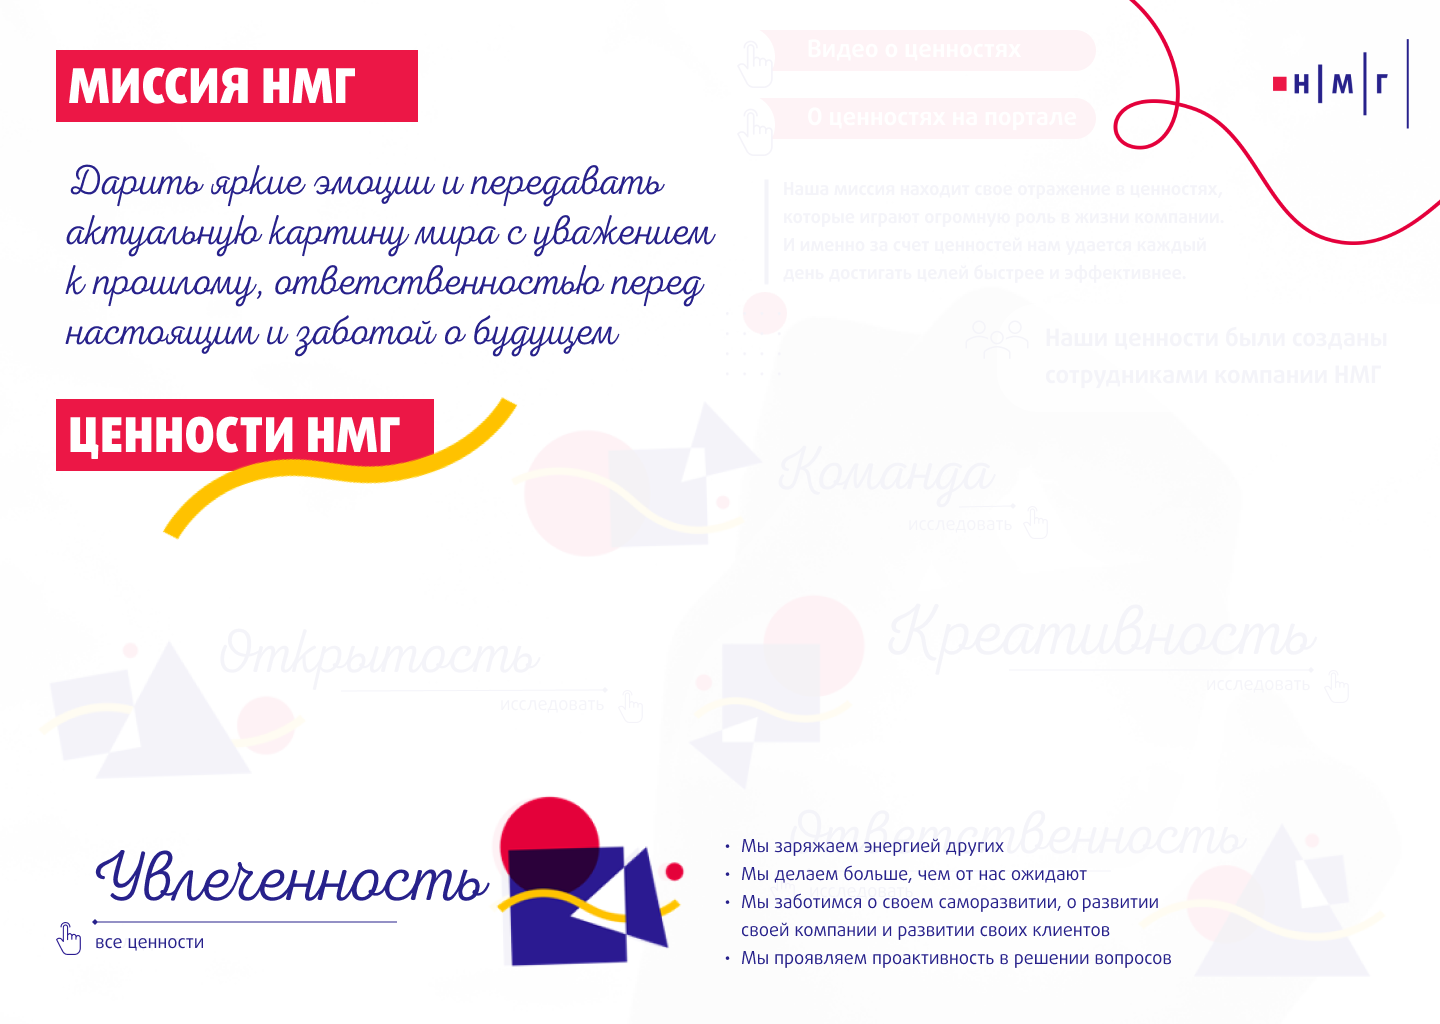 МИССИЯ НМГ
Дарить яркие эмоции и передавать
актуальную картину мира с уважением
к прошлому, ответственностью перед
настоящим и заботой о будущем
Видео о ценностях
О ценностях на портале
Н М Г
Наша миссия находит свое отражение в ценностях,
которые играют огромную роль в жизни компании.
И именно за счет ценностей нам удается каждый
день достигать целей быстрее и эффективнее.
Наши ценности были созданы
сотрудниками компании НМГ
ЦЕННОСТИ НМГ
Команда
исследовать
Открытость
исследовать
Креативность
исследовать
Увлеченность
все ценности
Ответственность
исследовать
• Мы заряжаем энергией других
• Мы делаем больше, чем от нас ожидают
• Мы заботимся о своем саморазвитии, о развитии
своей компании и развитии своих клиентов
• Мы проявляем проактивность в решении вопросов